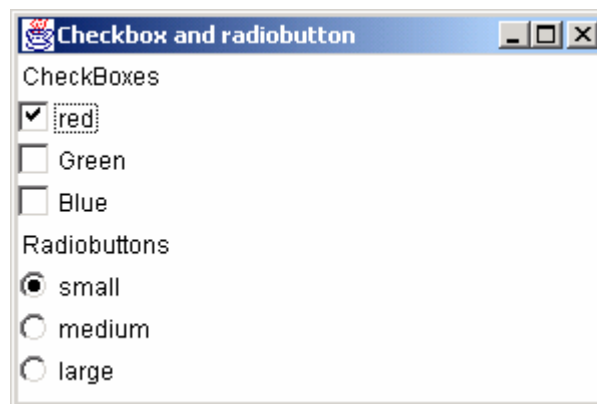 Checkbox and radiobutton
CheckBoxes
red
Green
Blue
Radiobuttons
small
medium
large